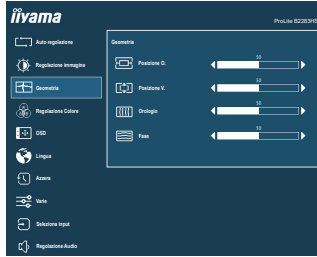 iiyama
ProLite B2283HS
Auto regolazione
Regolazione immagine
Geometria
Regolazione Colore
OSD
Lingua
Azzera
Varie
Seleziona input
Regolazione Audio
Geometria
Posizione O.
50
Posizione V.
50
Orologio
50
Fase
50